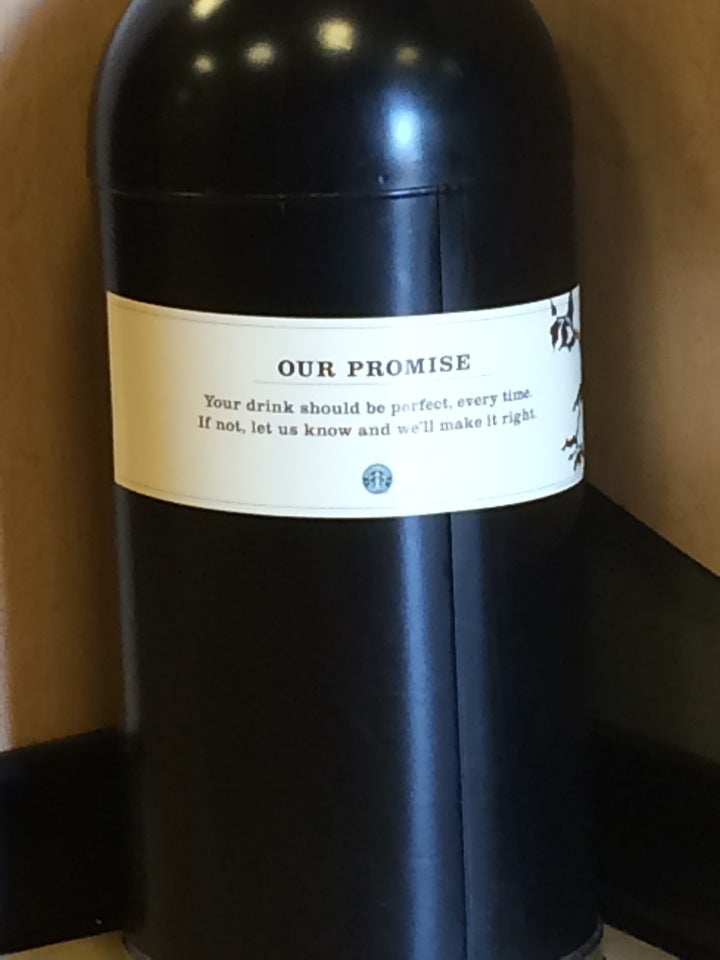 OUR PROMISE
Your drink should be perfect, every time.
If not, let us know and we'll make it right.